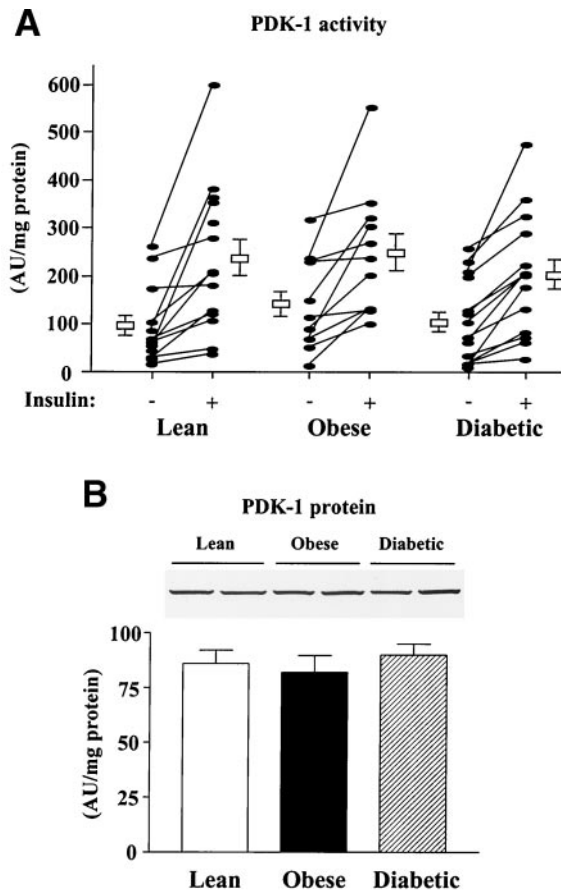 A
PDK-1 activity
(AU/mg protein)
600
500
400
300
200
100
0
Insulin: - + - + - +
Lean Obese Diabetic
B
PDK-1 protein
Lean Obese Diabetic
(AU/mg protein)
100
75
50
25
0
Lean Obese Diabetic